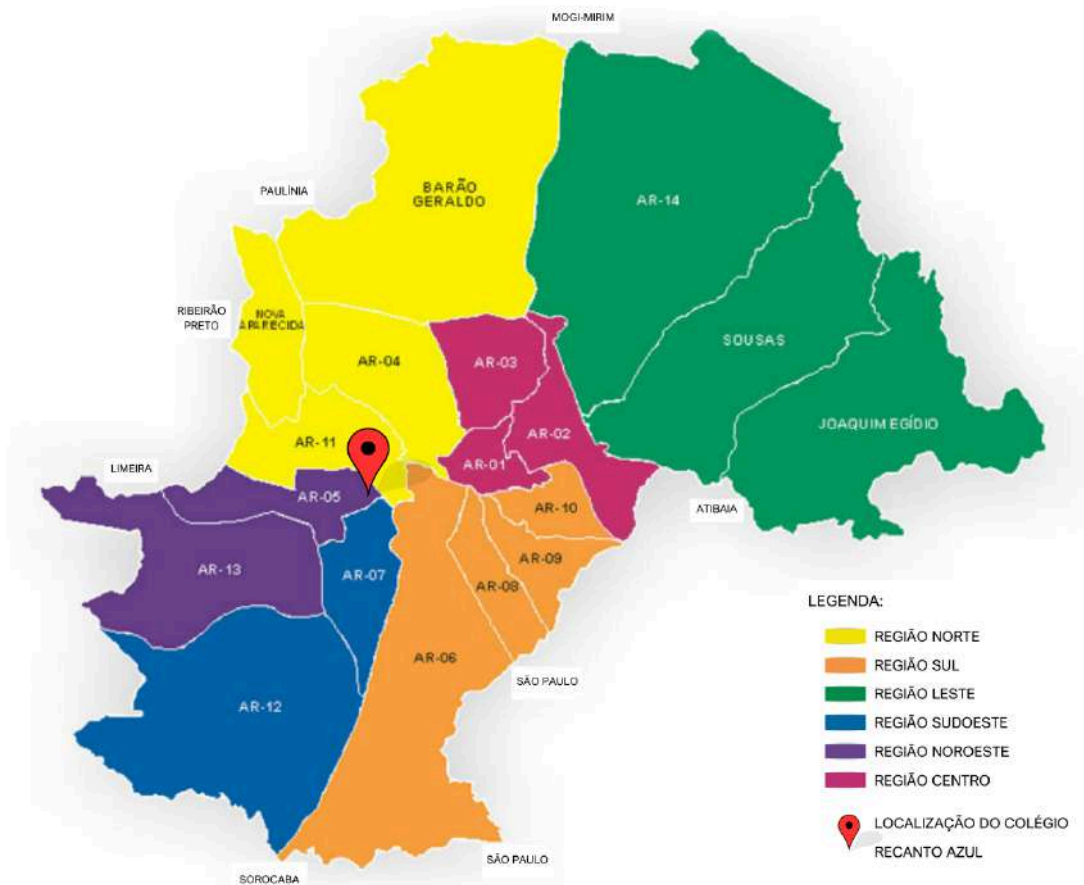 MOGI-MIRIM
BARÃO
GERALDO
PAULÍNIA
AR-14
RIBEIRÃO
PRETO
NOVA
APARECIDA
SOUSAS
AR-04
AR-03
JOAQUIM EGÍDIO
AR-02
AR-11
AR-01
LIMEIRA
AR-05
AR-10
ATIBAIA
AR-09
AR-13
AR-07
AR-08
AR-06
SÃO PAULO
AR-12
SÃO PAULO
SOROCABA
LEGENDA:
REGIÃO NORTE
REGIÃO SUL
REGIÃO LESTE
REGIÃO SUDOESTE
REGIÃO NOROESTE
REGIÃO CENTRO
LOCALIZAÇÃO DO COLÉGIO
RECANTO AZUL